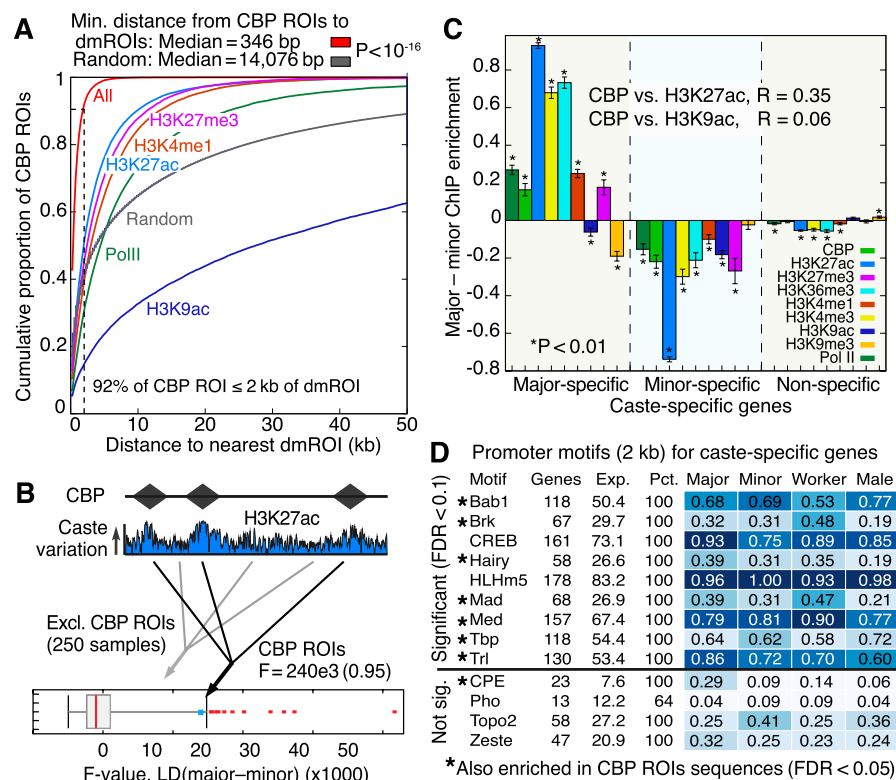 A
Min. distance from CBP ROIs to
dmROIs: Median = 346 bp
Random: Median = 14,076 bp
P < 10-16
Cumulative proportion of CBP ROIs
1
0.8
0.6
0.4
0.2
0
All
H3K27me3
H3K4me1
H3K27ac
Random
PolII
H3K9ac
92% of CBP ROI ≤ 2 kb of dmROI
0 10 20 30 40 50
Distance to nearest dmROI (kb)
B
CBP
H3K27ac
Caste
variation
Excl. CBP ROIs
(250 samples)
CBP ROIs
F = 240e3 (0.95)
0 10 20 30 40 50
F-value, LD(major–minor) (x1000)
C
Major – minor ChIP enrichment
0.8
0.6
0.4
0.2
0
-0.2
-0.4
-0.6
-0.8
CBP vs. H3K27ac, R = 0.35
CBP vs. H3K9ac, R = 0.06
*P < 0.01
CBP
H3K27ac
H3K27me3
H3K36me3
H3K4me1
H3K4me3
H3K9ac
H3K9me3
Pol II
Major-specific Minor-specific Non-specific
Caste-specific genes
D
Promoter motifs (2 kb) for caste-specific genes
Motif Genes Exp. Pct. Major Minor Worker Male
Significant (FDR < 0.1)
*Bab1 118 50.4 100 0.68 0.69 0.53 0.77
*Brk 67 29.7 100 0.32 0.31 0.48 0.19
CREB 161 73.1 100 0.93 0.75 0.89 0.85
*Hairy 58 26.6 100 0.39 0.31 0.35 0.19
HLHm5 178 83.2 100 0.96 1.00 0.93 0.98
*Mad 68 26.9 100 0.39 0.31 0.47 0.21
*Med 157 67.4 100 0.79 0.81 0.90 0.77
*Tbp 118 54.4 100 0.64 0.62 0.58 0.72
*Trl 130 53.4 100 0.86 0.72 0.70 0.60
Not sig.
*CPE 23 7.6 100 0.29 0.09 0.14 0.06
Pho 13 12.2 64 0.04 0.09 0.09 0.04
Topo2 58 27.2 100 0.25 0.41 0.25 0.36
Zeste 47 20.9 100 0.32 0.25 0.23 0.24
*Also enriched in CBP ROIs sequences (FDR < 0.05)